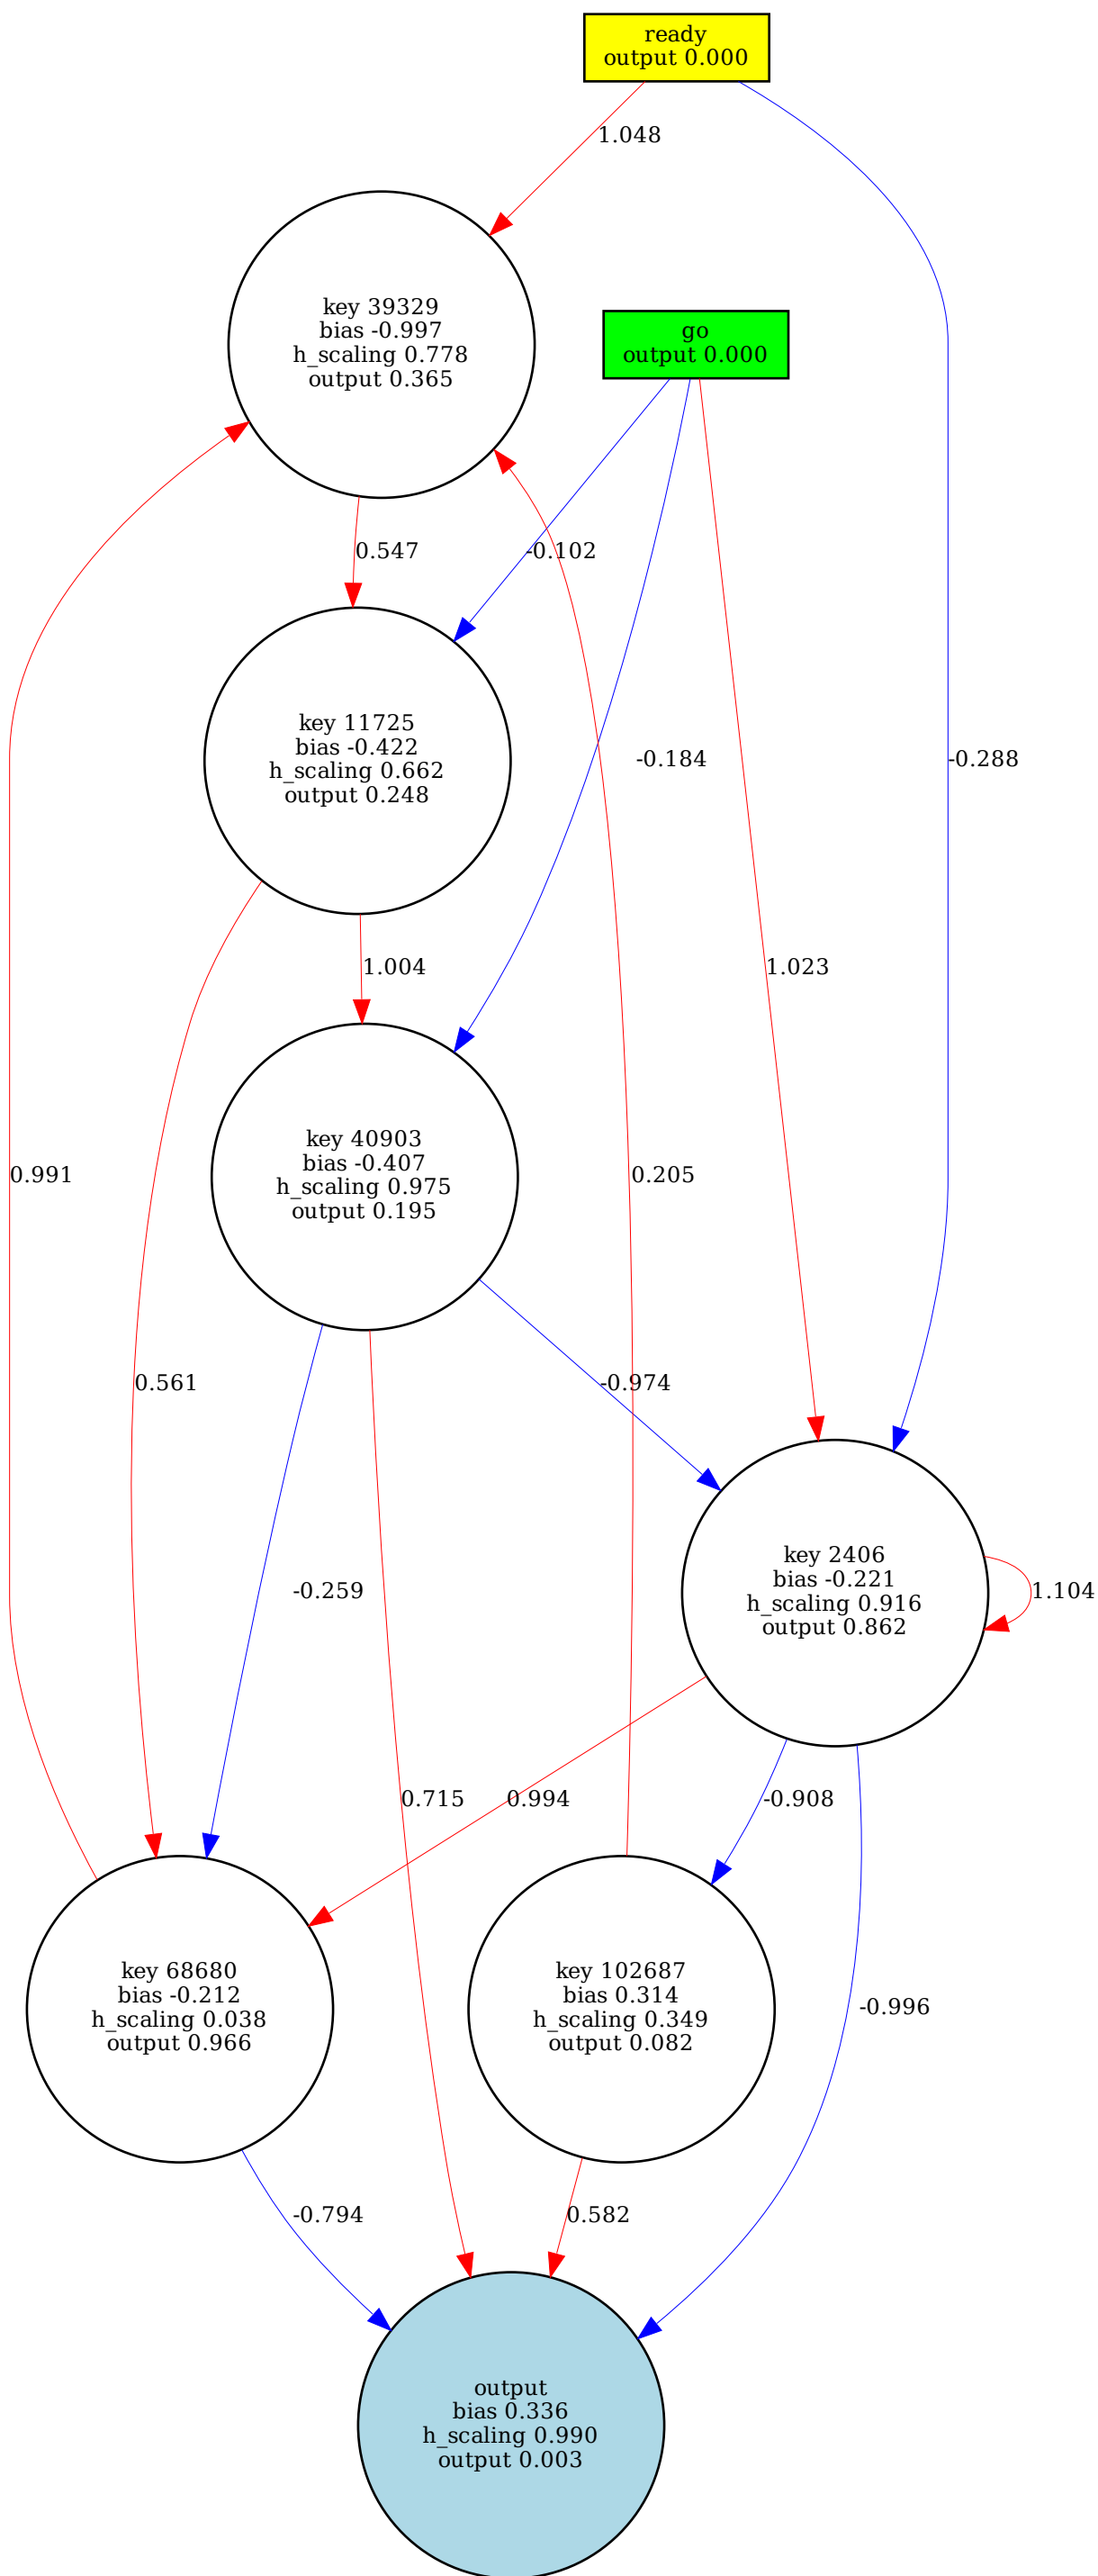 ready
output 0.000
1.048
key 39329
bias -0.997
h_scaling 0.778
output 0.365
go
output 0.000
0.547
-0.102
key 11725
bias -0.422
h_scaling 0.662
output 0.248
-0.184
-0.288
1.004
1.023
key 40903
bias -0.407
h_scaling 0.975
output 0.195
0.991
0.205
0.561
-0.974
key 2406
bias -0.221
h_scaling 0.916
output 0.862
-0.259
1.104
0.715
0.994
-0.908
key 68680
bias -0.212
h_scaling 0.038
output 0.966
key 102687
bias 0.314
h_scaling 0.349
output 0.082
-0.996
-0.794
0.582
output
bias 0.336
h_scaling 0.990
output 0.003